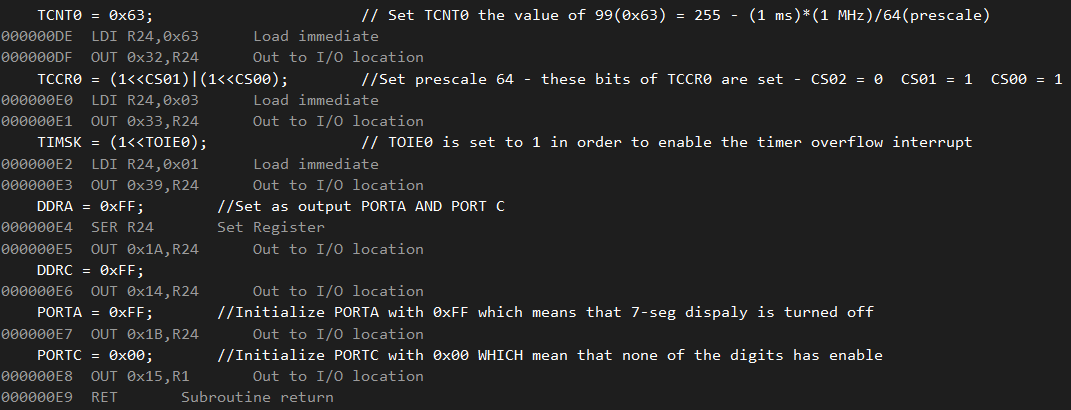 TCNT0 = 0x63; // Set TCNT0 the value of 99(0x63) = 255 - (1 ms)*(1 MHz)/64(prescale)
000000DE LDI R24,0x63 Load immediate
000000DF OUT 0x32,R24 Out to I/O location
TCCR0 = (1<<CS01)|(1<<CS00); //Set prescale 64 - these bits of TCCR0 are set - CS02 = 0 CS01 = 1 CS00 = 1
000000E0 LDI R24,0x03 Load immediate
000000E1 OUT 0x33,R24 Out to I/O location
TIMSK = (1<<TOIE0); // TOIE0 is set to 1 in order to enable the timer overflow interrupt
000000E2 LDI R24,0x01 Load immediate
000000E3 OUT 0x39,R24 Out to I/O location
DDRA = 0xFF; //Set as output PORTA AND PORT C
000000E4 SER R24 Set Register
000000E5 OUT 0x1A,R24 Out to I/O location
DDRC = 0xFF;
000000E6 OUT 0x14,R24 Out to I/O location
PORTA = 0xFF; //Initialize PORTA with 0xFF which means that 7-seg dispaly is turned off
000000E7 OUT 0x1B,R24 Out to I/O location
PORTC = 0x00; //Initialize PORTC with 0x00 WHICH mean that none of the digits has enable
000000E8 OUT 0x15,R1 Out to I/O location
000000E9 RET Subroutine return